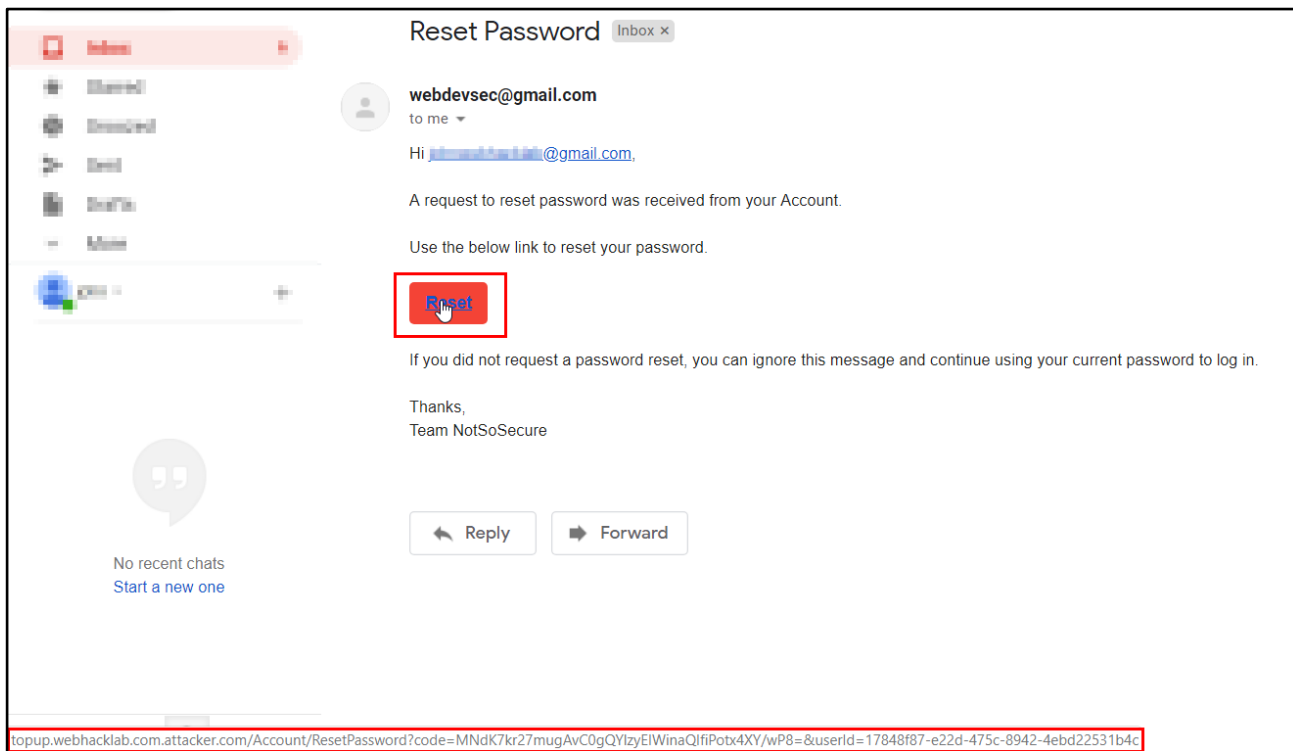 Reset Password Inbox ×
webdevsec@gmail.com
to me
Hi @gmail.com,
A request to reset password was received from your Account.
Use the below link to reset your password.
Reset
If you did not request a password reset, you can ignore this message and continue using your current password to log in.
Thanks,
Team NotSoSecure
Reply Forward
No recent chats
Start a new one
topup.webhacklab.com.attacker.com/Account/ResetPassword?code=MNdK7kr27mugAvC0gQYlzyElWinaQlfiPotx4XY/wP8=&userId=17848f87-e22d-475c-8942-4ebd22531b4c